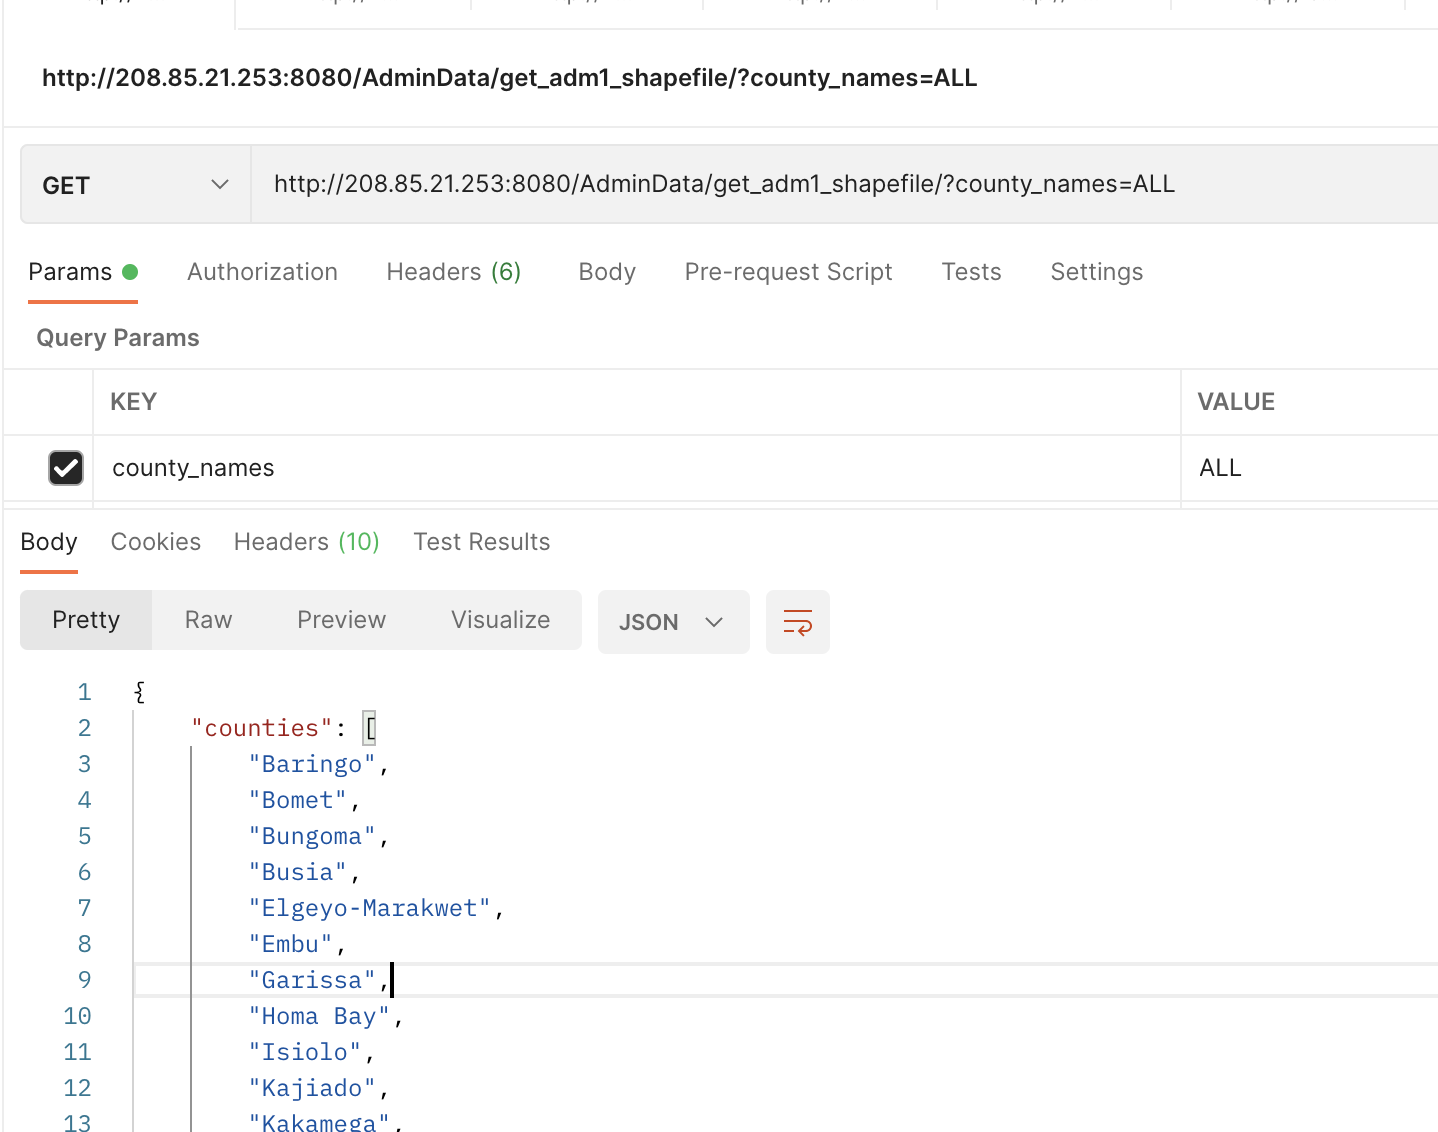 http://208.85.21.253:8080/AdminData/get_adm1_shapefile/?county_names=ALL
GET http://208.85.21.253:8080/AdminData/get_adm1_shapefile/?county_names=ALL
Params Authorization Headers (6) Body Pre-request Script Tests Settings
Query Params
KEY VALUE
county_names ALL
Body Cookies Headers (10) Test Results
Pretty Raw Preview Visualize JSON
1 {
2 "counties": [
3 "Baringo",
4 "Bomet",
5 "Bungoma",
6 "Busia",
7 "Elgeyo-Marakwet",
8 "Embu",
9 "Garissa",
10 "Homa Bay",
11 "Isiolo",
12 "Kajiado",
13 "Kakamega",